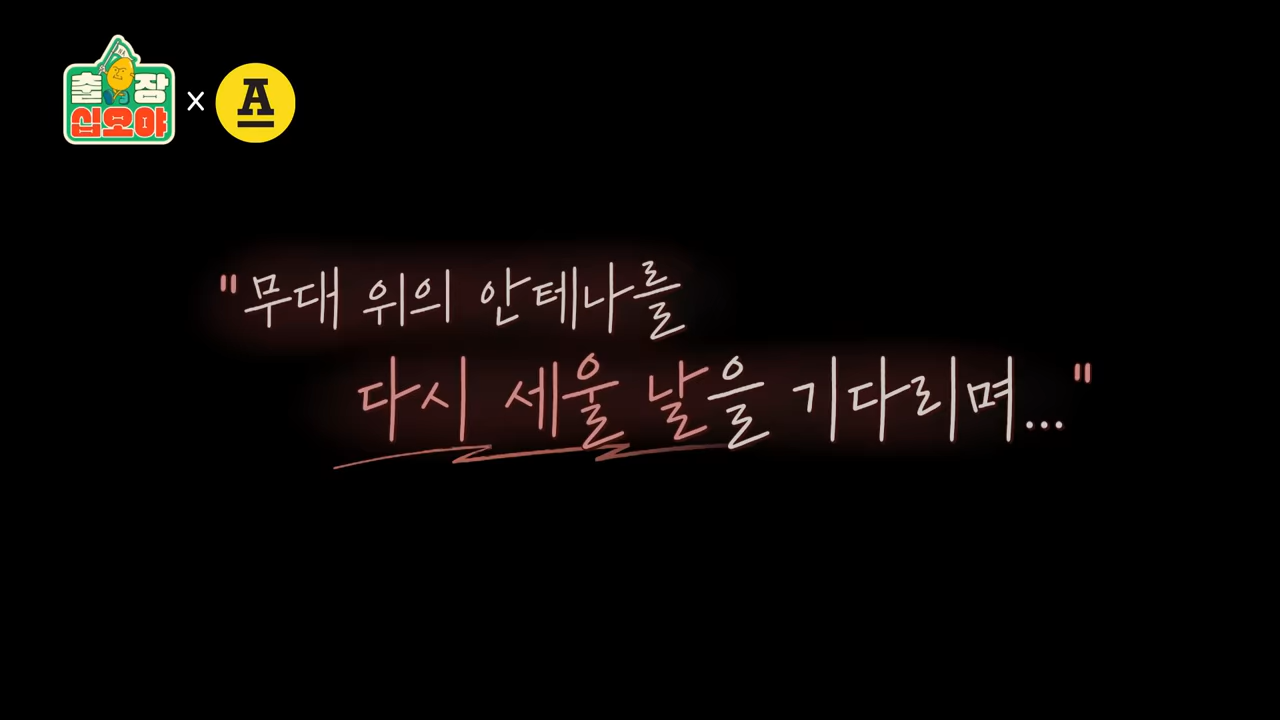 출장
십오야
x
A
"무대 위의 안테나를
다시 세울 날을 기다리며..."